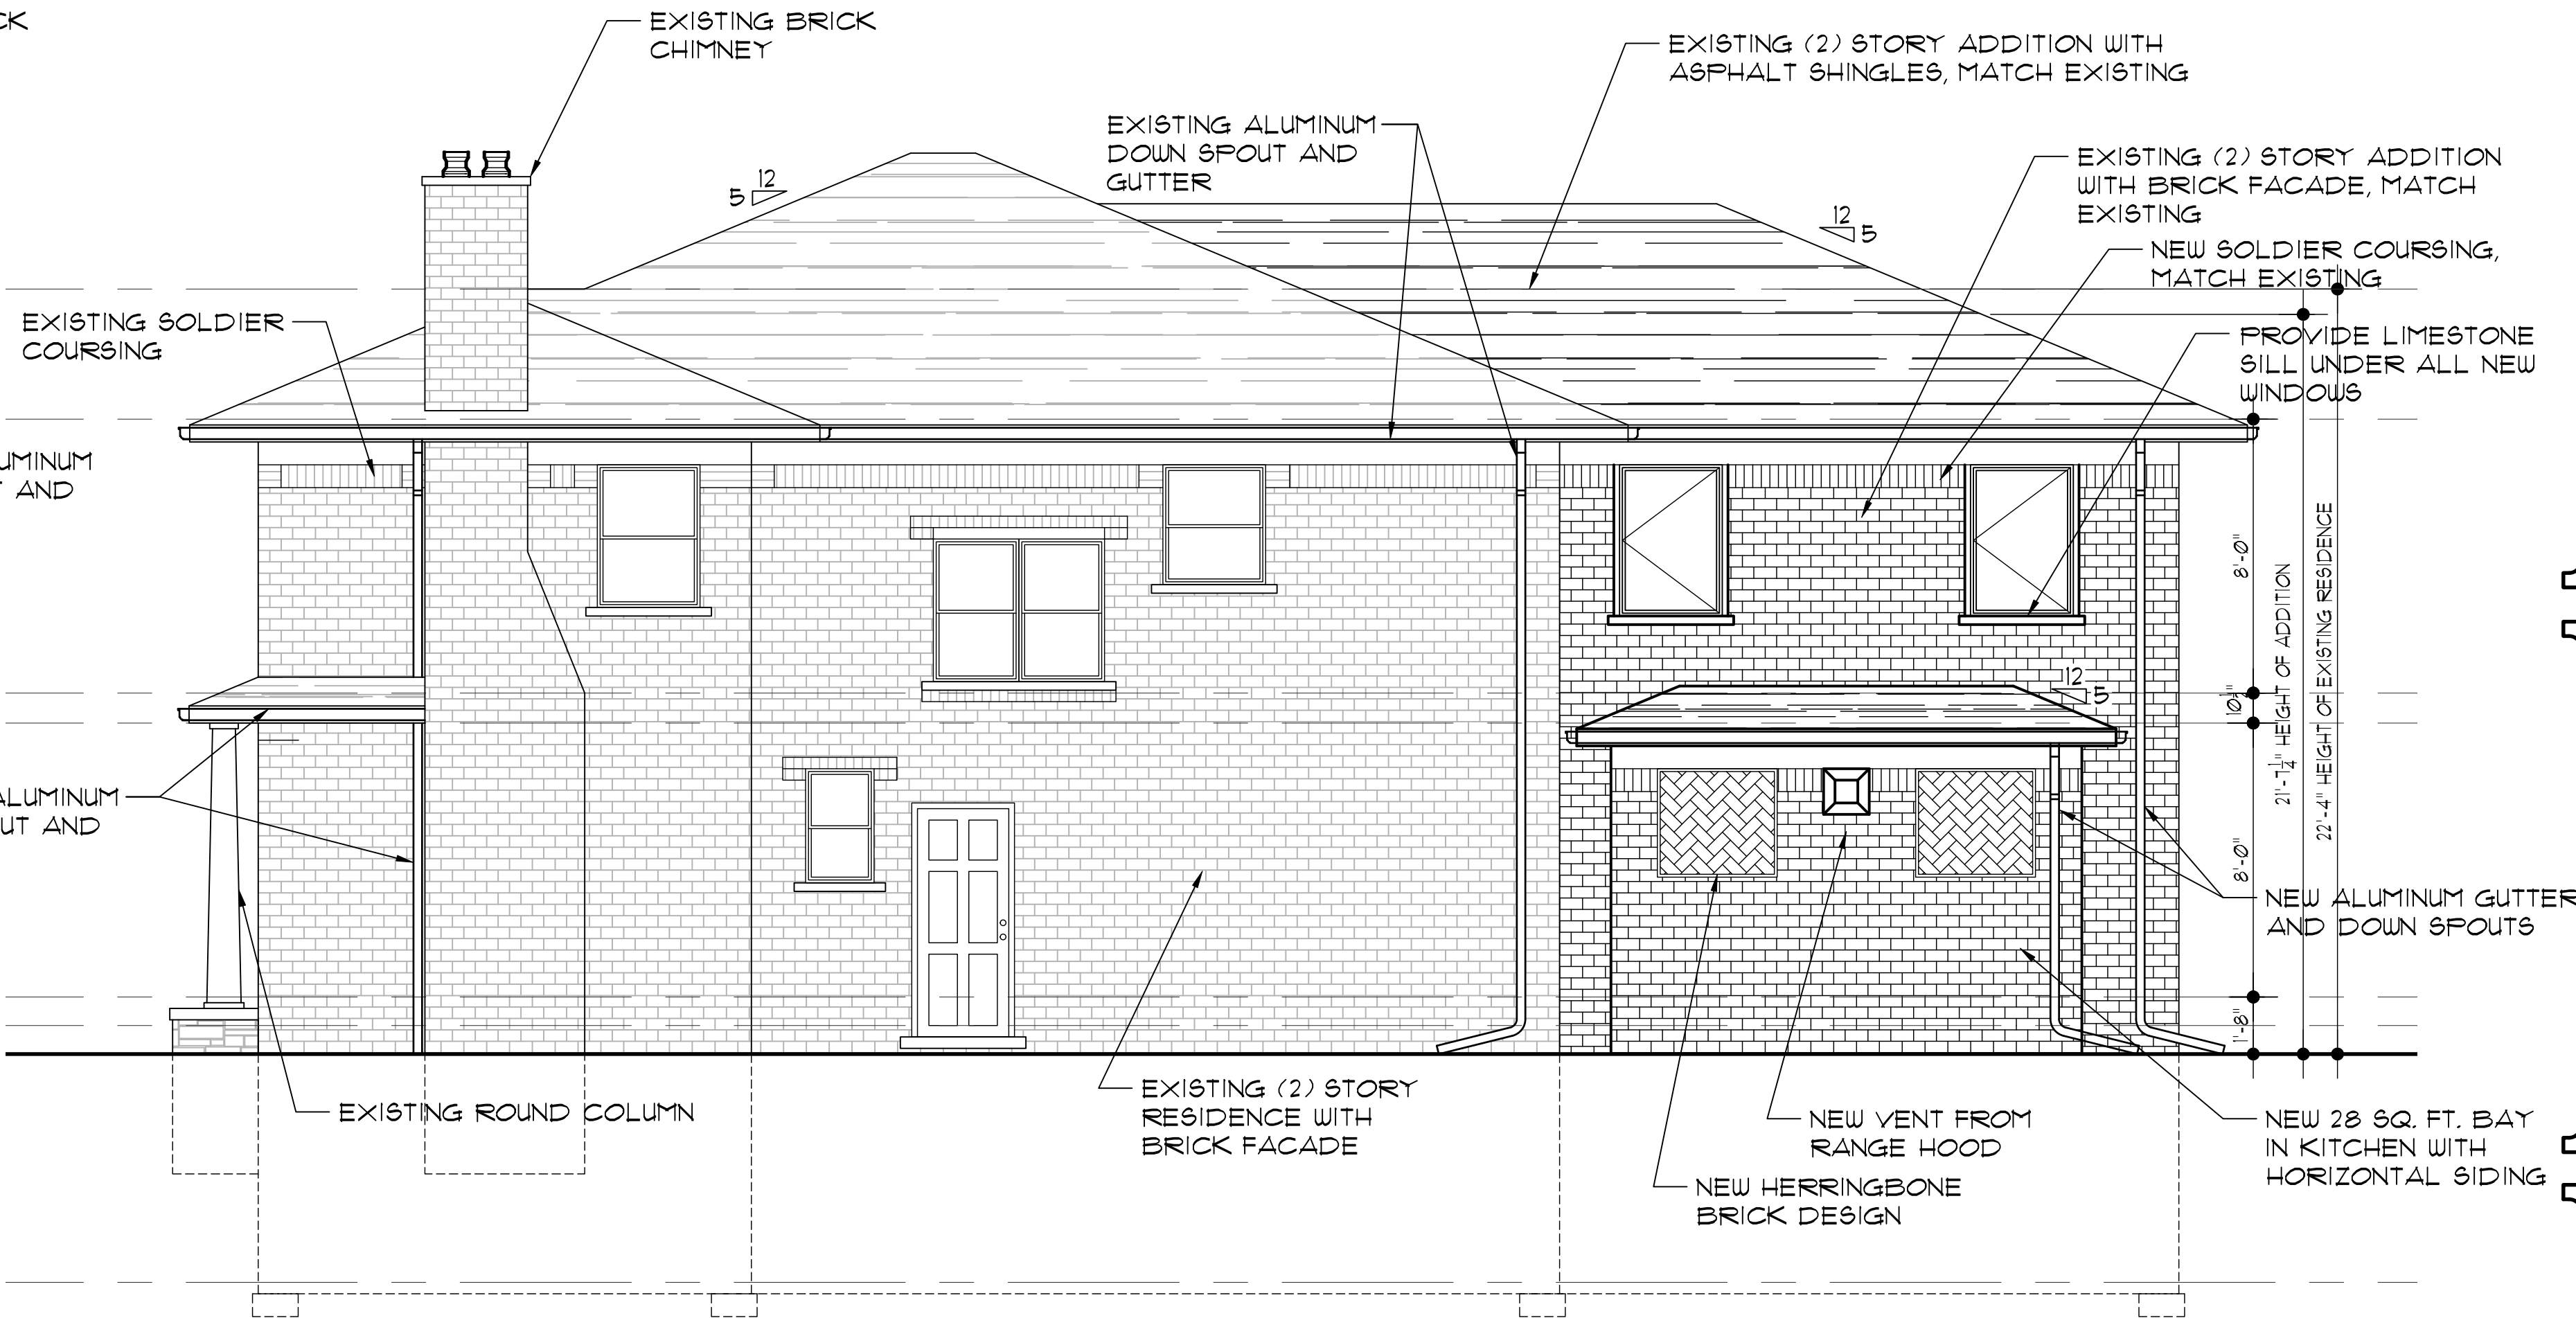 EXISTING BRICK
CHIMNEY
EXISTING (2) STORY ADDITION WITH
ASPHALT SHINGLES, MATCH EXISTING
EXISTING ALUMINUM
DOWN SPOUT AND
GUTTER
EXISTING (2) STORY ADDITION
WITH BRICK FACADE, MATCH
EXISTING
12
5
12
5
NEW SOLDIER COURSING,
MATCH EXISTING
EXISTING SOLDIER
COURSING
PROVIDE LIMESTONE
SILL UNDER ALL NEW
WINDOWS
UMINUM
AND
8'-0"
21'-7 1/4" HEIGHT OF ADDITION
22'-4" HEIGHT OF EXISTING RESIDENCE
12
5
10 1/2"
ALUMINUM
UT AND
8'-0"
NEW ALUMINUM GUTTER
AND DOWN SPOUTS
1'-8"
EXISTING ROUND COLUMN
EXISTING (2) STORY
RESIDENCE WITH
BRICK FACADE
NEW VENT FROM
RANGE HOOD
NEW HERRINGBONE
BRICK DESIGN
NEW 28 SQ. FT. BAY
IN KITCHEN WITH
HORIZONTAL SIDING